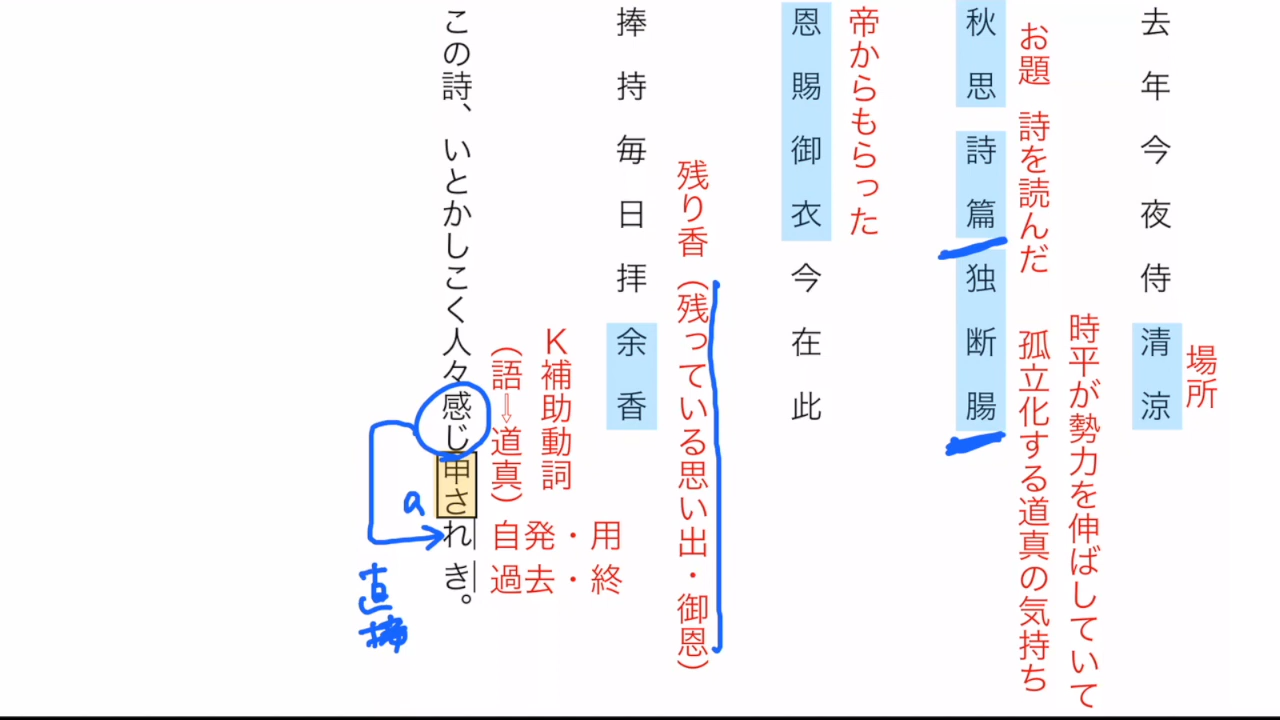 場所
去年今夜侍清涼
時平が勢力を伸ばしていて
お題 詩を読んだ 孤立化する道真の気持ち
秋思詩篇独断腸
帝からもらった
恩賜御衣今在此
残り香(残っている思い出・御恩)
捧持毎日拝余香
K補助動詞
(語⇨道真)
自発・用
過去・終
この詩、いとかしこく人々感じ申されき。
a
直